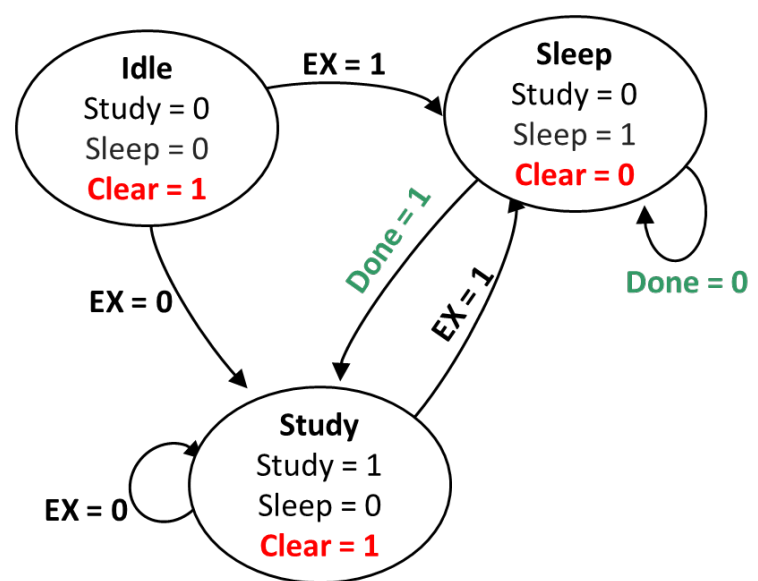 Idle
Study = 0
Sleep = 0
Clear = 1
EX = 1
Sleep
Study = 0
Sleep = 1
Clear = 0
Done = 1
Done = 0
EX = 0
EX = 1
Study
Study = 1
Sleep = 0
Clear = 1
EX = 0